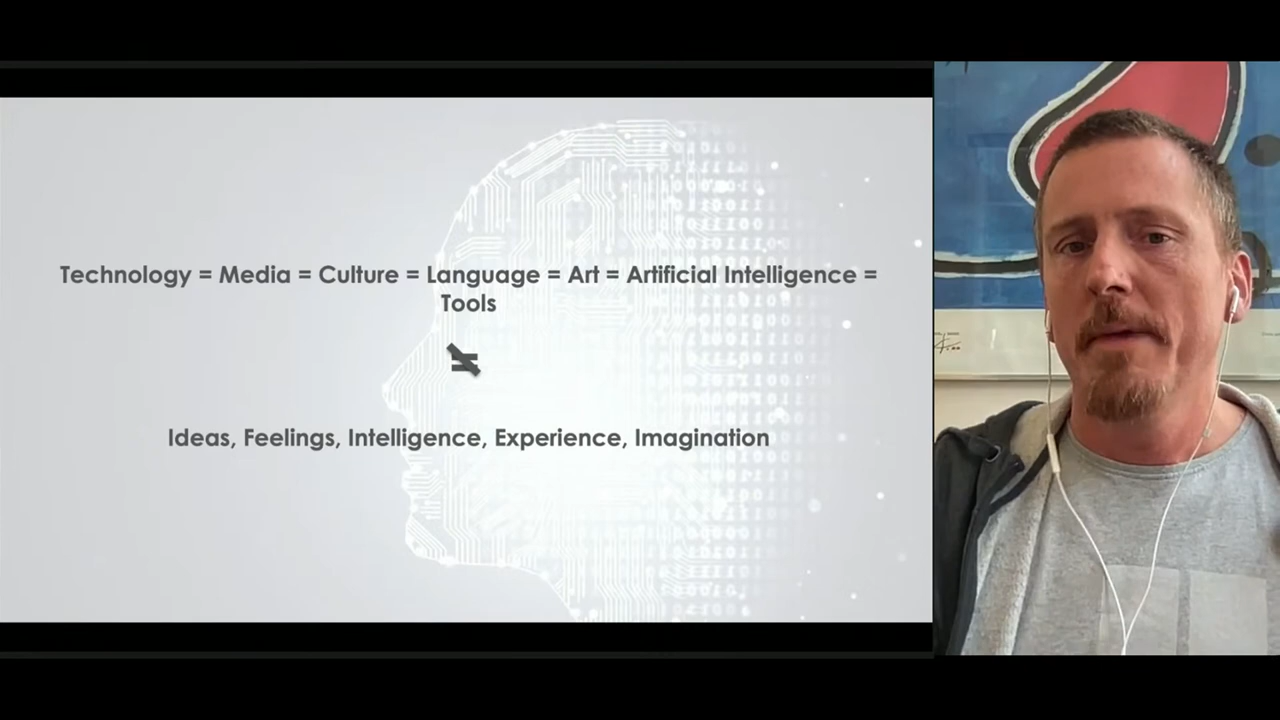 Technology = Media = Culture = Language = Art = Artificial Intelligence =
Tools
≠
Ideas, Feelings, Intelligence, Experience, Imagination